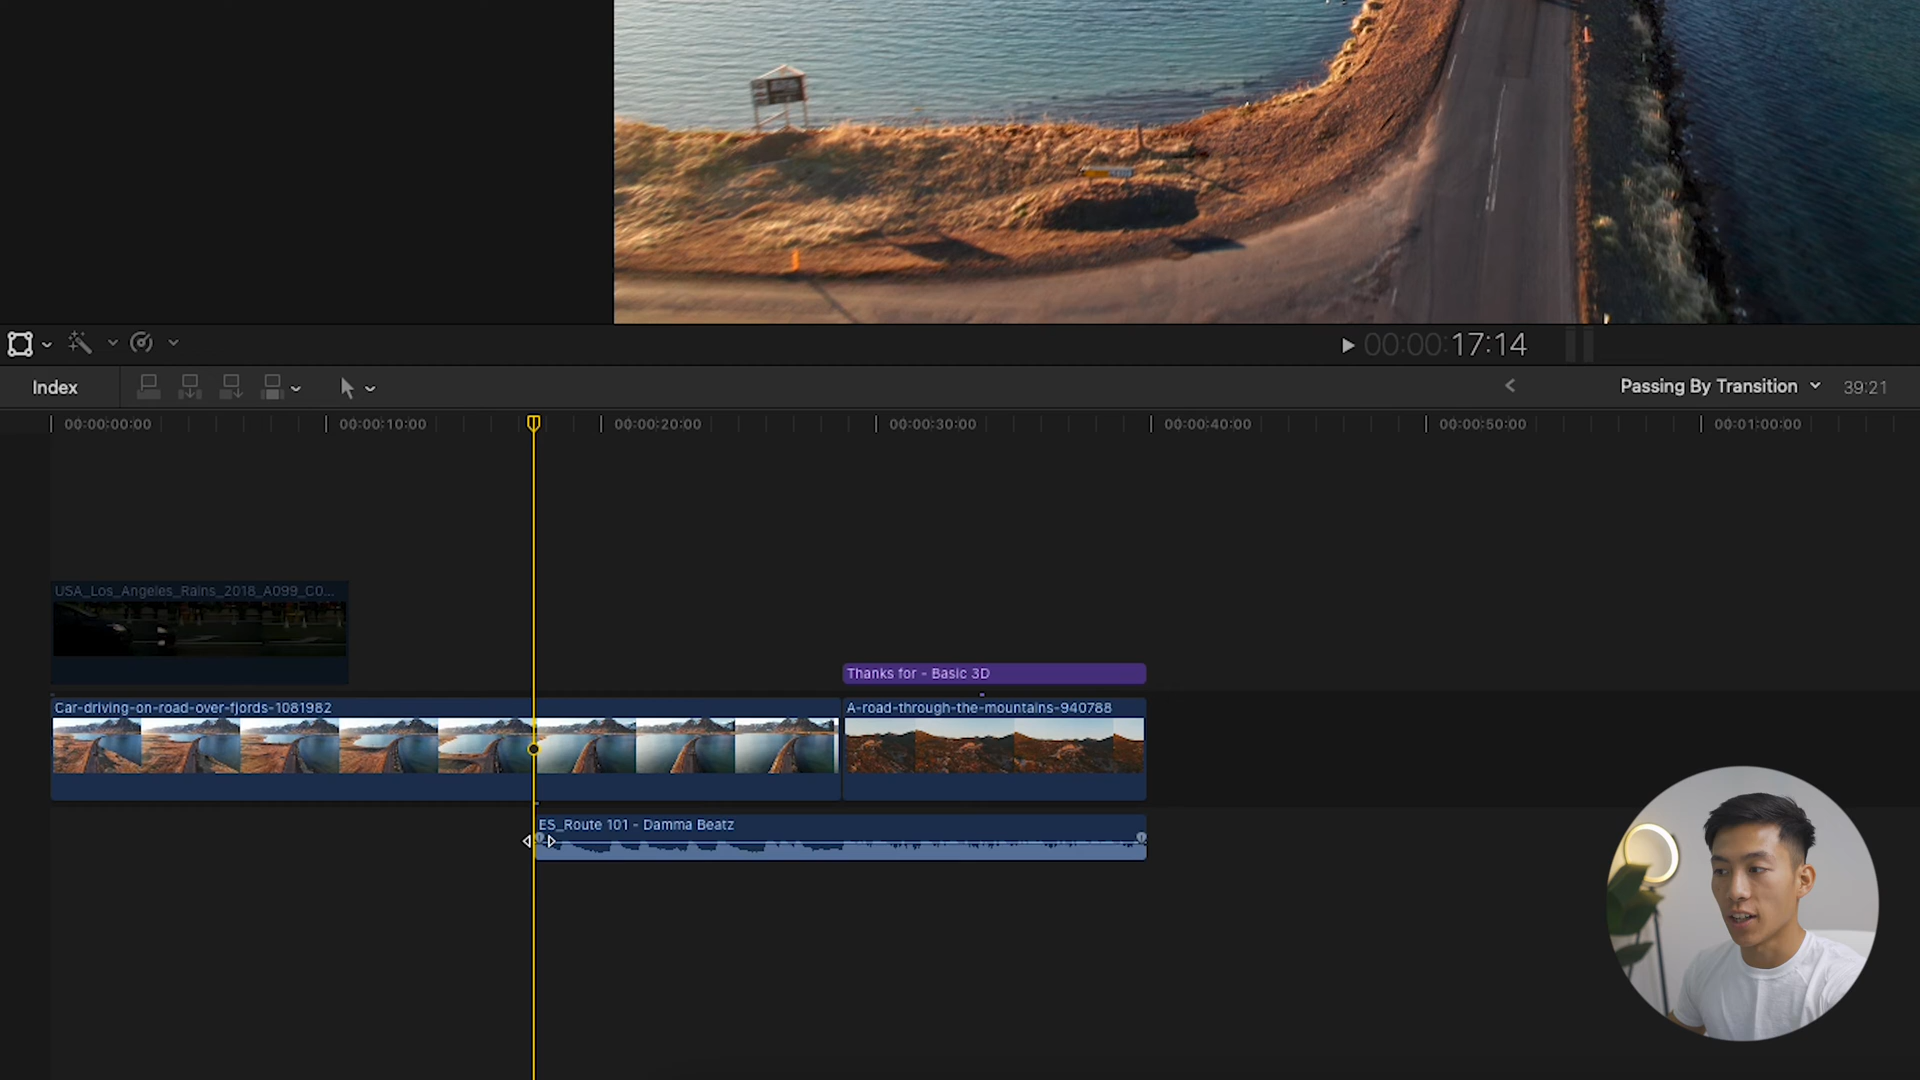 00:00:17:14
Index
Passing By Transition
39:21
00:00:00:00
00:00:10:00
00:00:20:00
00:00:30:00
00:00:40:00
00:00:50:00
00:01:00:00
USA_Los_Angeles_Rains_2018_A099_C0...
Thanks for - Basic 3D
Car-driving-on-road-over-fjords-1081982
A-road-through-the-mountains-940788
ES_Route 101 - Damma Beatz